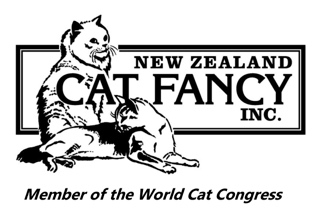 NEW ZEALAND
CAT FANCY
INC.
Member of the World Cat Congress